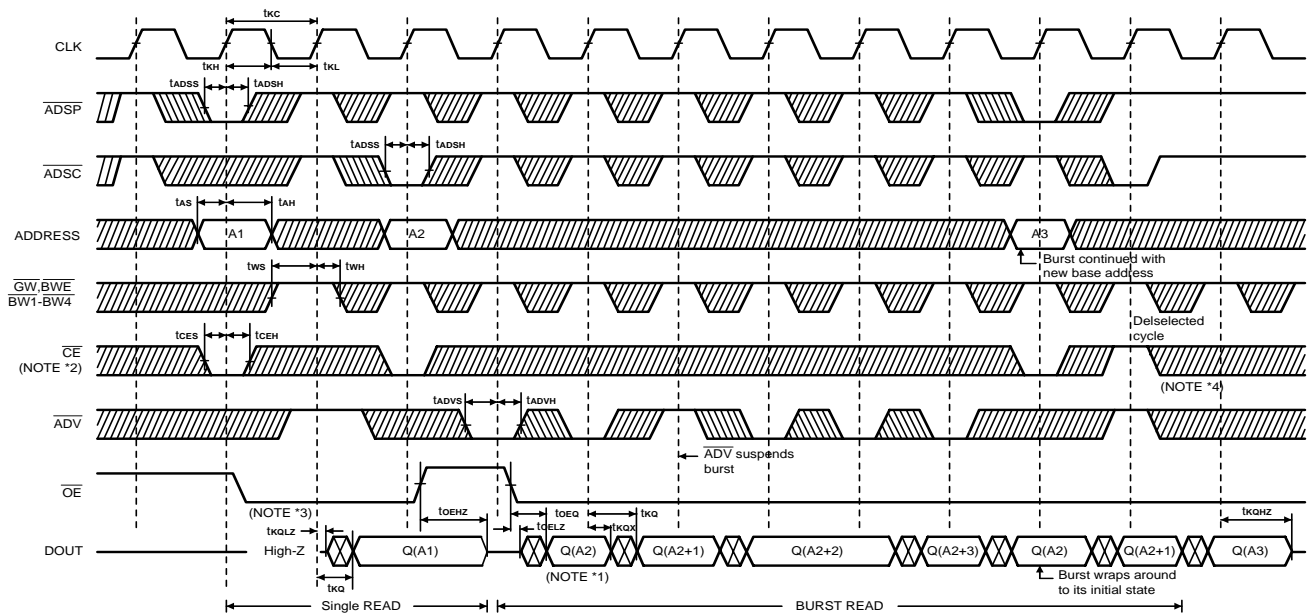 tKC
CLK
tKH tKL
tADSS tADSH
ADSP
tADSS tADSH
ADSC
tAS tAH
ADDRESS A1 A2 A3
Burst continued with
new base address
tWS tWH
GW,BWE
BW1-BW4
Delselected
cycle
tCES tCEH
CE
(NOTE *2)
(NOTE *4)
tADVS tADVH
ADV
ADV suspends
burst
OE
(NOTE *3)
tOEHZ tOEQ tKQ
tKQLZ tOELZ tKQX tKQHZ
DOUT High-Z Q(A1) Q(A2) Q(A2+1) Q(A2+2) Q(A2+3) Q(A2) Q(A2+1) Q(A3)
(NOTE *1)
tKQ
Burst wraps around
to its initial state
Single READ BURST READ